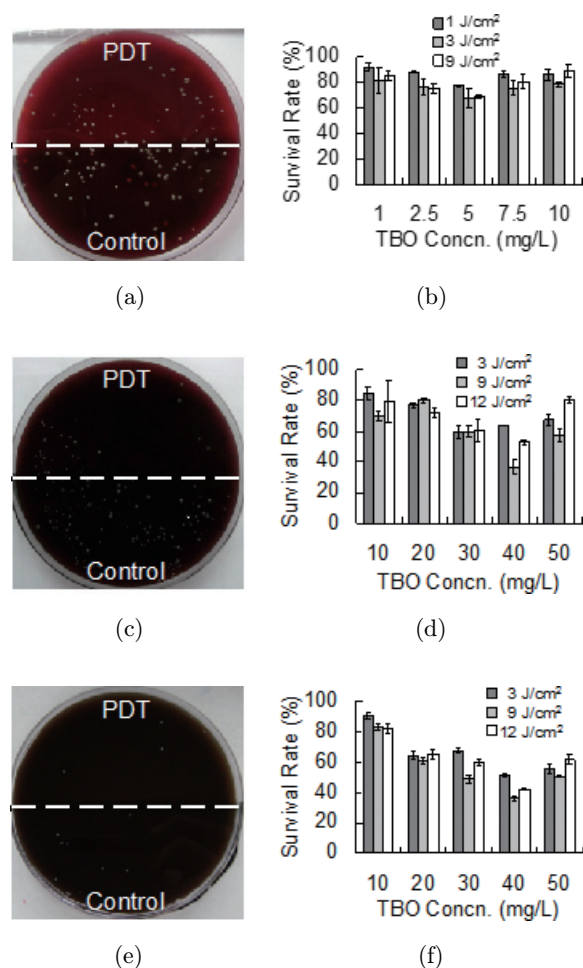 PDT
Control
(a)
Survival Rate (%)
100
80
60
40
20
0
1 J/cm²
3 J/cm²
9 J/cm²
1 2.5 5 7.5 10
TBO Concn. (mg/L)
(b)
PDT
Control
(c)
Survival Rate (%)
100
80
60
40
20
0
3 J/cm²
9 J/cm²
12 J/cm²
10 20 30 40 50
TBO Concn. (mg/L)
(d)
PDT
Control
(e)
Survival Rate (%)
100
80
60
40
20
0
3 J/cm²
9 J/cm²
12 J/cm²
10 20 30 40 50
TBO Concn. (mg/L)
(f)